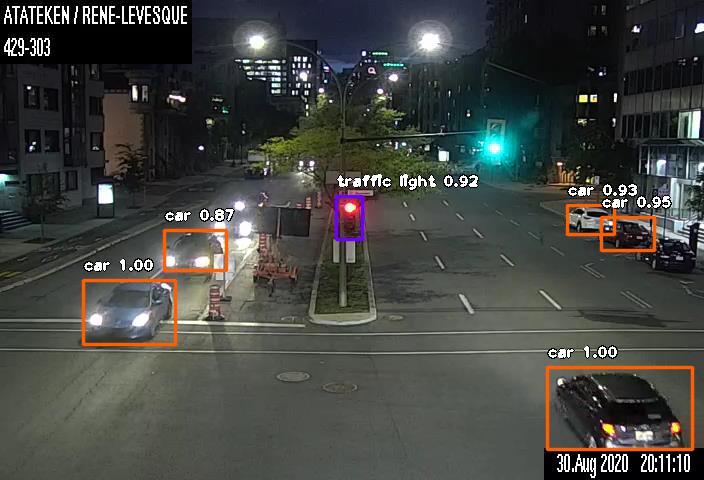 ATATEKEN / RENE-LEVESQUE
429-303
traffic light 0.92
car 0.93
car 0.95
car 0.87
car 1.00
car 1.00
30.Aug 2020 20:11:10